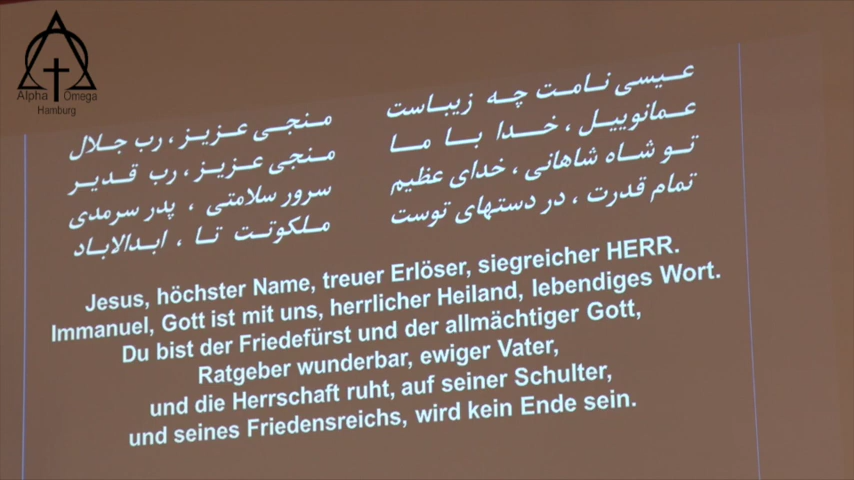 Alpha Omega
Hamburg
عیسی نامت چه زیباست منجی عزیز، رب جلال
عمانوییل، خدا با ما منجی عزیز، رب قدیر
تو شاه شاهانی، خدای عظیم سرور سلامتی، پدر سرمدی
تمام قدرت، در دستهای توست ملکوتت تا، ابدالاباد
Jesus, höchster Name, treuer Erlöser, siegreicher HERR.
Immanuel, Gott ist mit uns, herrlicher Heiland, lebendiges Wort.
Du bist der Friedefürst und der allmächtiger Gott,
Ratgeber wunderbar, ewiger Vater,
und die Herrschaft ruht, auf seiner Schulter,
und seines Friedensreichs, wird kein Ende sein.